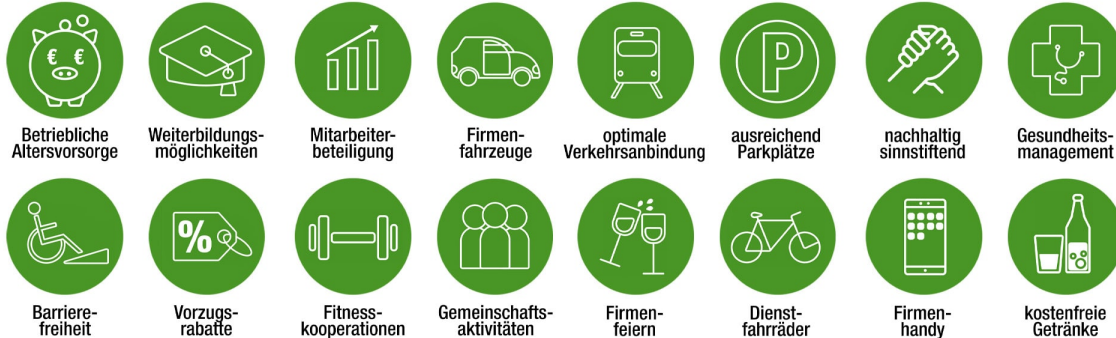 € €
P
Betriebliche
Altersvorsorge
Weiterbildungs-
möglichkeiten
Mitarbeiter-
beteiligung
Firmen-
fahrzeuge
optimale
Verkehrsanbindung
ausreichend
Parkplätze
nachhaltig
sinnstiftend
Gesundheits-
management
%
Barriere-
freiheit
Vorzugs-
rabatte
Fitness-
kooperationen
Gemeinschafts-
aktivitäten
Firmen-
feiern
Dienst-
fahrräder
Firmen-
handy
kostenfreie
Getränke